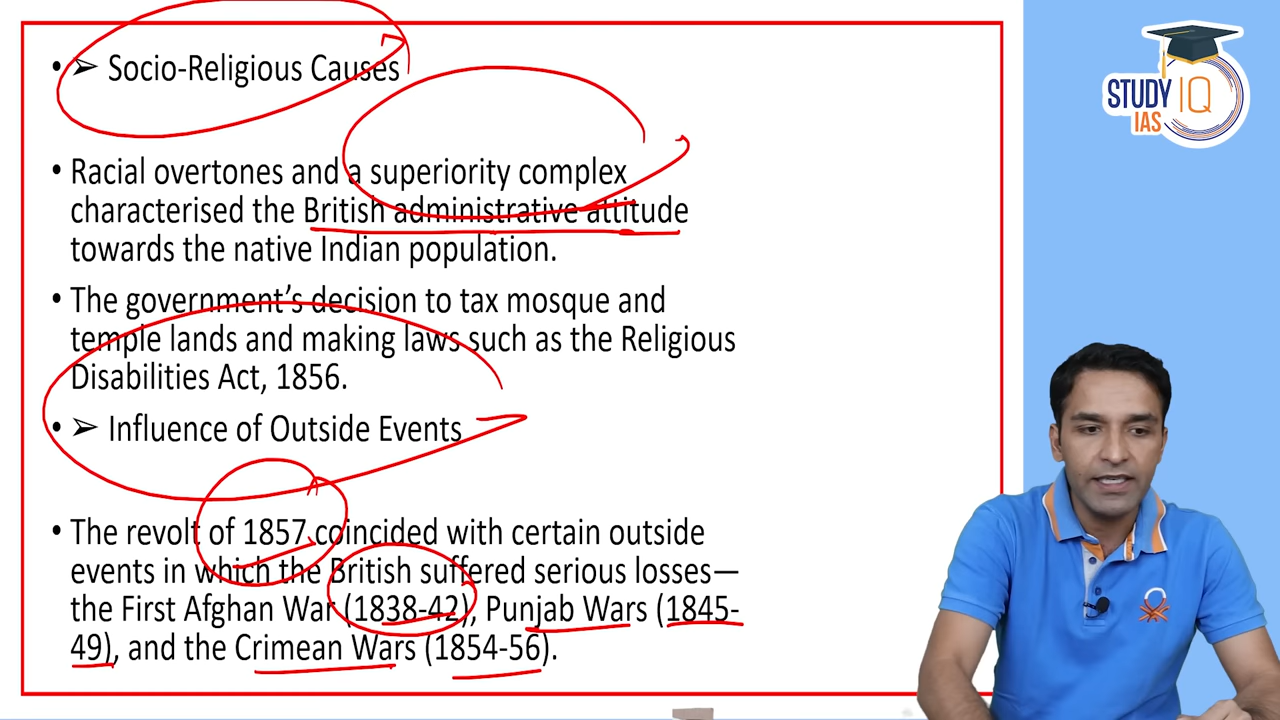 • ➢ Socio-Religious Causes
• Racial overtones and a superiority complex
characterised the British administrative attitude
towards the native Indian population.
• The government's decision to tax mosque and
temple lands and making laws such as the Religious
Disabilities Act, 1856.
• ➢ Influence of Outside Events
• The revolt of 1857 coincided with certain outside
events in which the British suffered serious losses—
the First Afghan War (1838-42), Punjab Wars (1845-
49), and the Crimean Wars (1854-56).
STUDY IQ
IAS